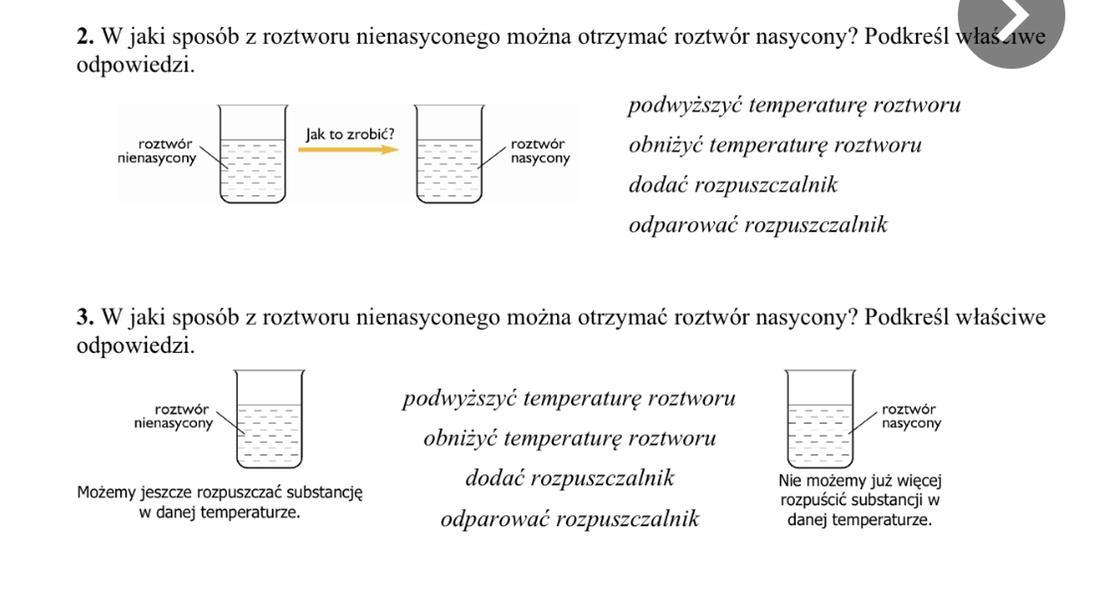 2. W jaki sposób z roztworu nienasyconego można otrzymać roztwór nasycony? Podkreśl właściwe
odpowiedzi.
roztwór
nienasycony
Jak to zrobić?
roztwór
nasycony
podwyższyć temperaturę roztworu
obniżyć temperaturę roztworu
dodać rozpuszczalnik
odparować rozpuszczalnik
3. W jaki sposób z roztworu nienasyconego można otrzymać roztwór nasycony? Podkreśl właściwe
odpowiedzi.
roztwór
nienasycony
Możemy jeszcze rozpuszczać substancję
w danej temperaturze.
podwyższyć temperaturę roztworu
obniżyć temperaturę roztworu
dodać rozpuszczalnik
odparować rozpuszczalnik
roztwór
nasycony
Nie możemy już więcej
rozpuścić substancji w
danej temperaturze.